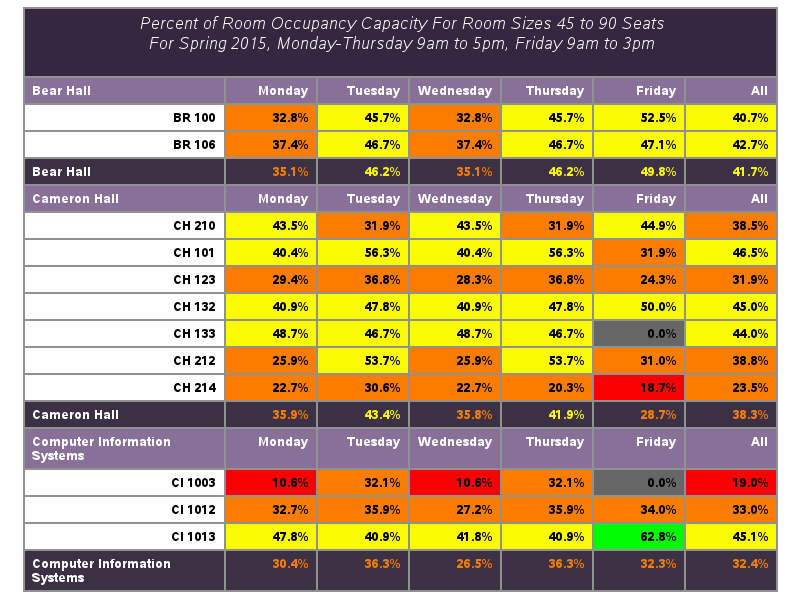 Percent of Room Occupancy Capacity For Room Sizes 45 to 90 Seats
For Spring 2015, Monday-Thursday 9am to 5pm, Friday 9am to 3pm
Bear Hall Monday Tuesday Wednesday Thursday Friday All
BR 100 32.8% 45.7% 32.8% 45.7% 52.5% 40.7%
BR 106 37.4% 46.7% 37.4% 46.7% 47.1% 42.7%
Bear Hall 35.1% 46.2% 35.1% 46.2% 49.8% 41.7%
Cameron Hall Monday Tuesday Wednesday Thursday Friday All
CH 210 43.5% 31.9% 43.5% 31.9% 44.9% 38.5%
CH 101 40.4% 56.3% 40.4% 56.3% 31.9% 46.5%
CH 123 29.4% 36.8% 28.3% 36.8% 24.3% 31.9%
CH 132 40.9% 47.8% 40.9% 47.8% 50.0% 45.0%
CH 133 48.7% 46.7% 48.7% 46.7% 0.0% 44.0%
CH 212 25.9% 53.7% 25.9% 53.7% 31.0% 38.8%
CH 214 22.7% 30.6% 22.7% 20.3% 18.7% 23.5%
Cameron Hall 35.9% 43.4% 35.8% 41.9% 28.7% 38.3%
Computer Information Monday Tuesday Wednesday Thursday Friday All
Systems
CI 1003 10.6% 32.1% 10.6% 32.1% 0.0% 19.0%
CI 1012 32.7% 35.9% 27.2% 35.9% 34.0% 33.0%
CI 1013 47.8% 40.9% 41.8% 40.9% 62.8% 45.1%
Computer Information 30.4% 36.3% 26.5% 36.3% 32.3% 32.4%
Systems